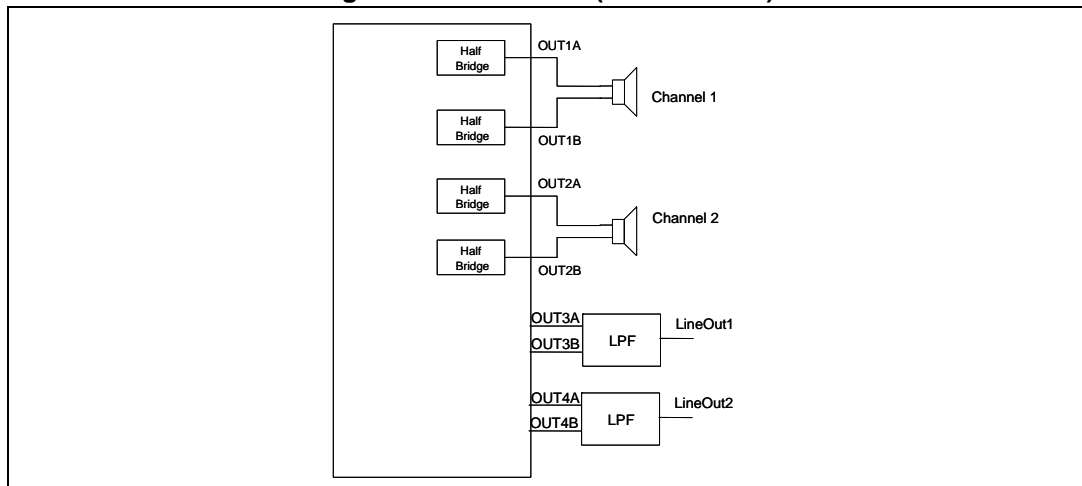 Half
Bridge
OUT1A
Channel 1
Half
Bridge
OUT1B
Half
Bridge
OUT2A
Channel 2
Half
Bridge
OUT2B
OUT3A
OUT3B
LPF
LineOut1
OUT4A
OUT4B
LPF
LineOut2